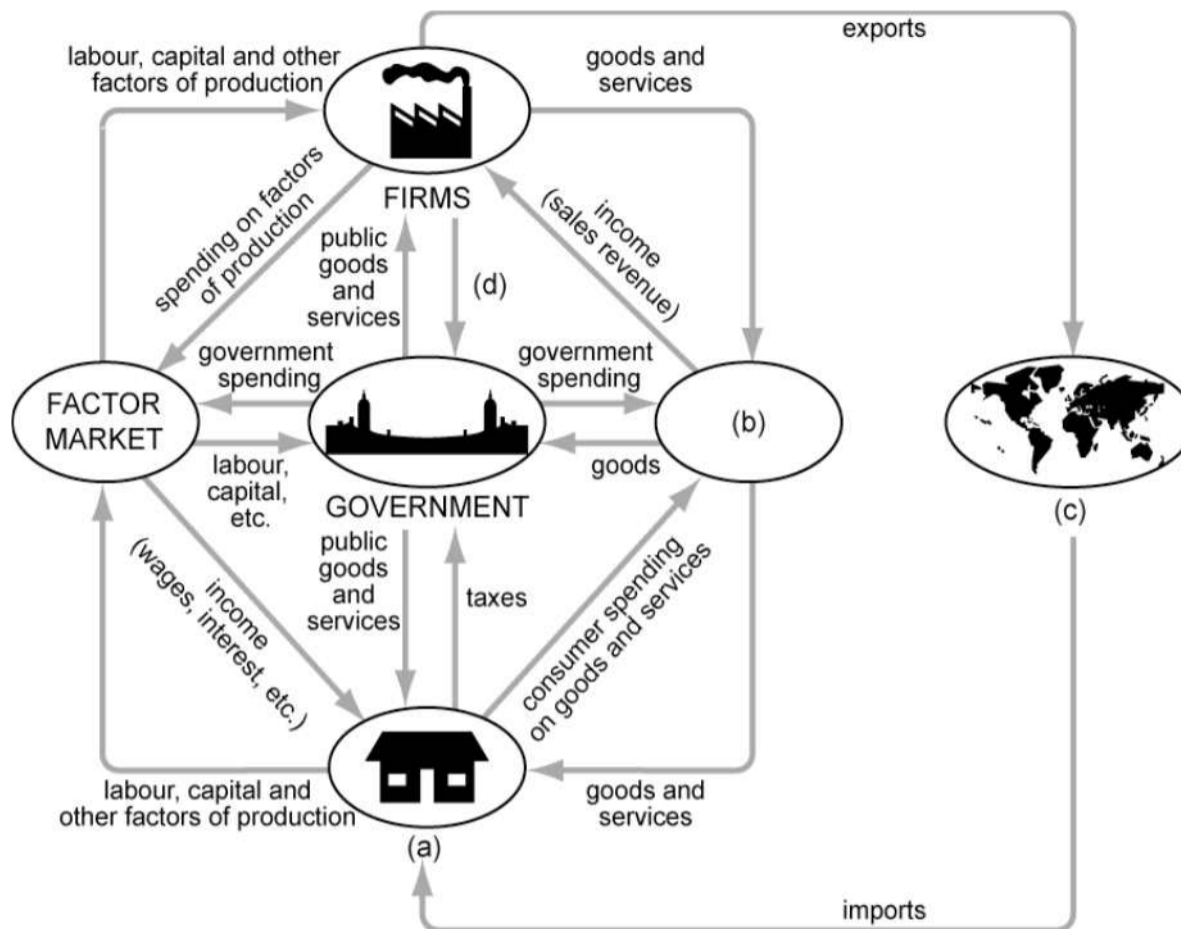 exports
labour, capital and other
factors of production
goods and
services
FIRMS
spending on factors
of production
public
goods
and
services
(d)
income
(sales revenue)
government
spending
government
spending
FACTOR
MARKET
(b)
labour,
capital,
etc.
goods
GOVERNMENT
(c)
public
goods
and
services
taxes
income
(wages, interest, etc.)
consumer spending
on goods and services
labour, capital and
other factors of production
goods and
services
(a)
imports